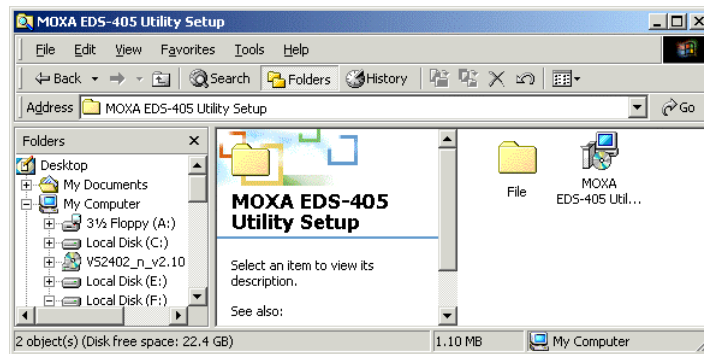 MOXA EDS-405 Utility Setup
File Edit View Favorites Tools Help
Back Search Folders History
Address MOXA EDS-405 Utility Setup Go
Folders
Desktop
My Documents
My Computer
3½ Floppy (A:)
Local Disk (C:)
VS2402_n_v2.10
Local Disk (E:)
Local Disk (F:)
MOXA EDS-405
Utility Setup
Select an item to view its
description.
See also:
File
MOXA
EDS-405 Util...
2 object(s) (Disk free space: 22.4 GB) 1.10 MB My Computer